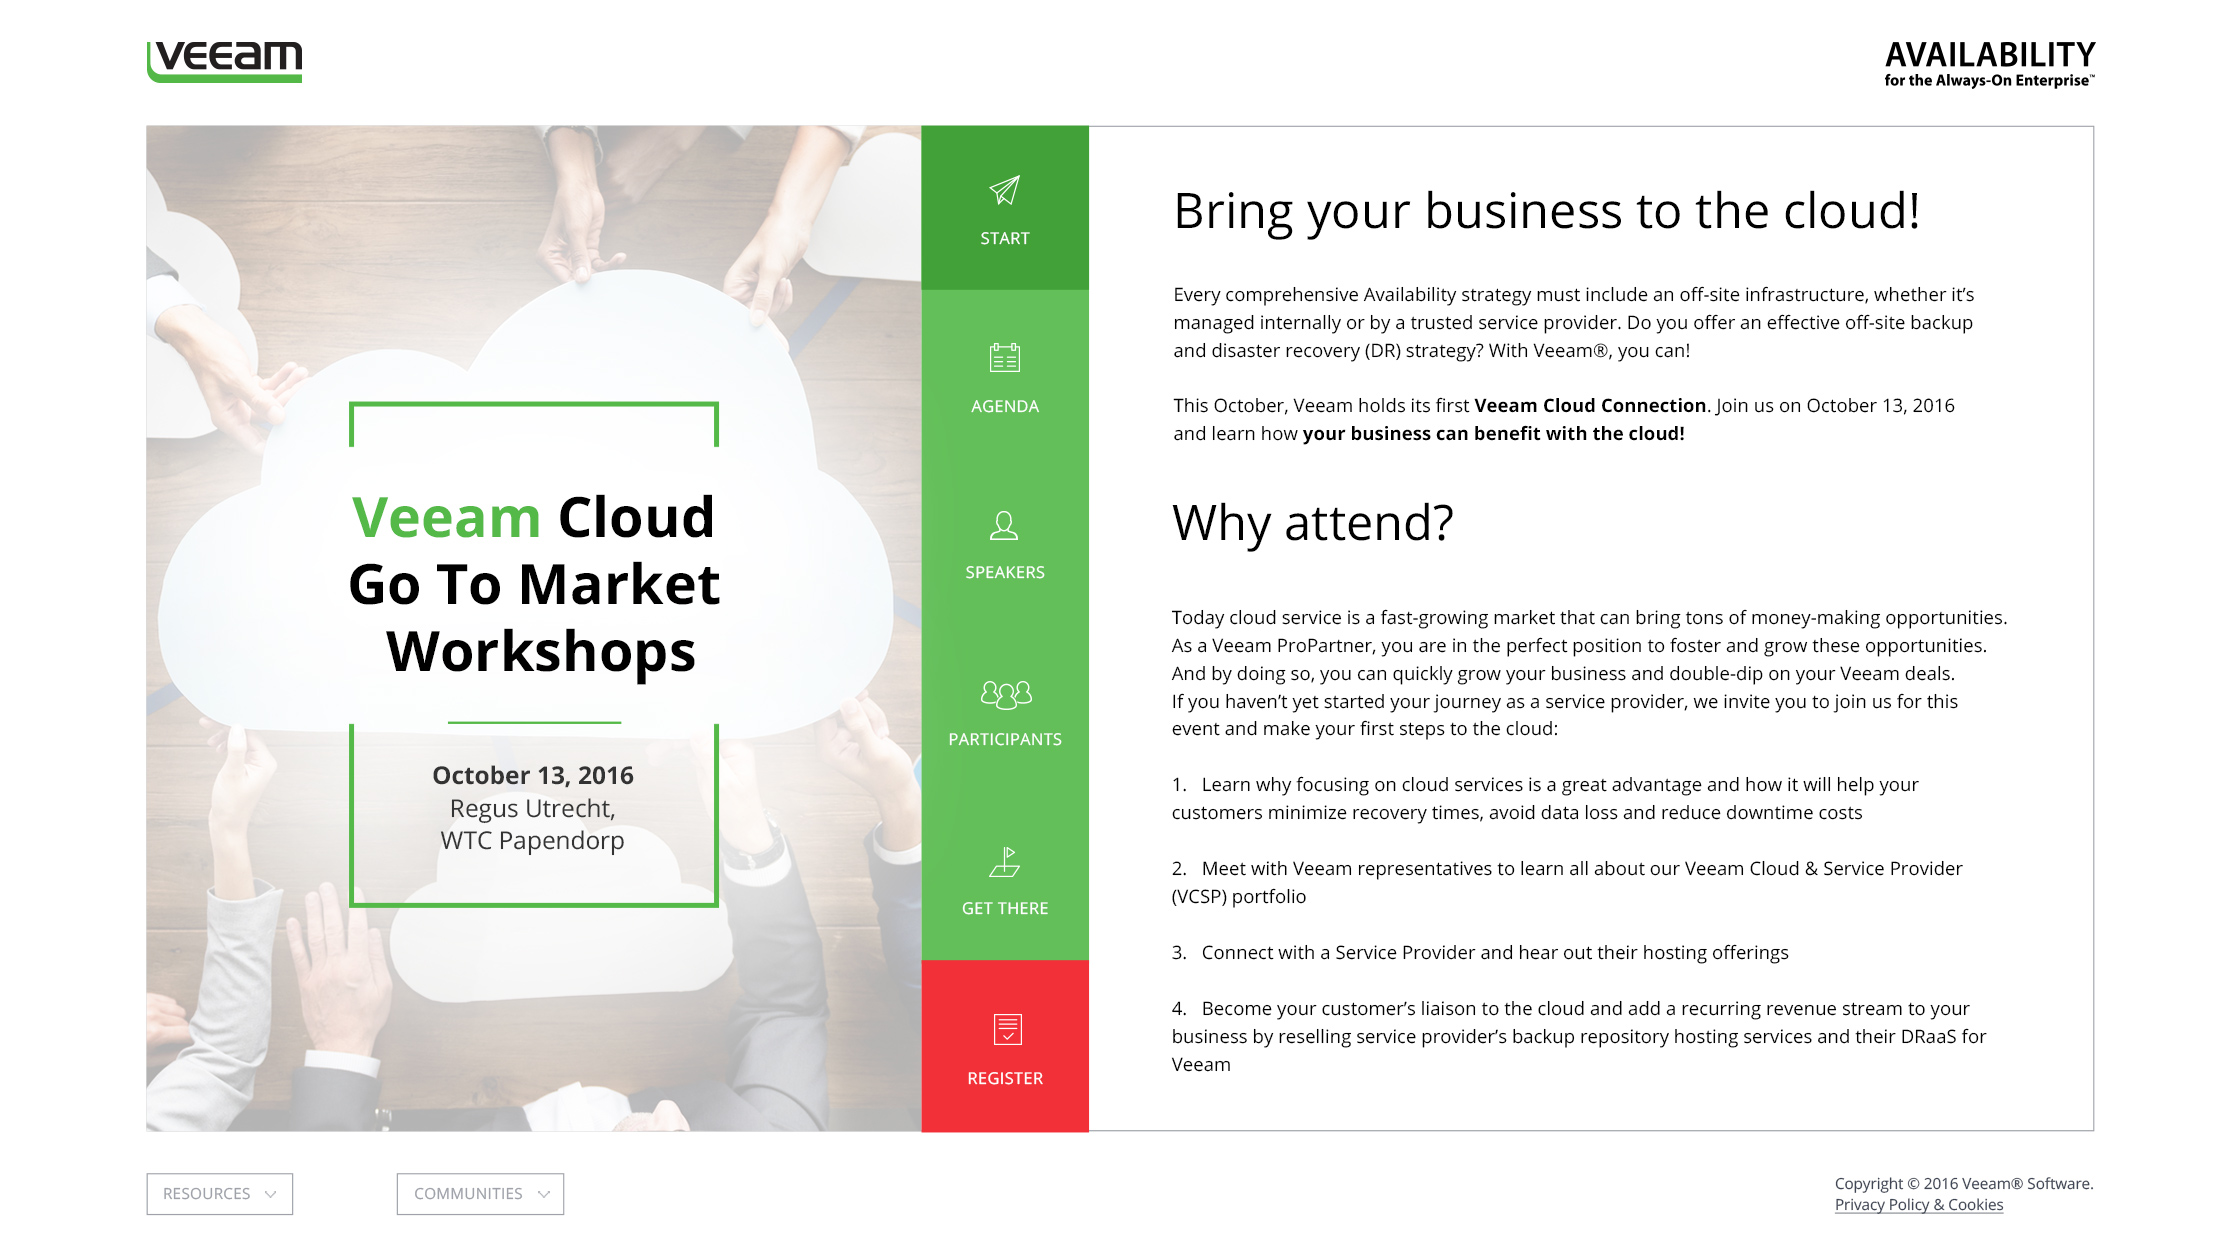 veeam
AVAILABILITY
for the Always-On Enterprise™
Veeam Cloud
Go To Market
Workshops
October 13, 2016
Regus Utrecht,
WTC Papendorp
START
AGENDA
SPEAKERS
PARTICIPANTS
GET THERE
REGISTER
Bring your business to the cloud!
Every comprehensive Availability strategy must include an off-site infrastructure, whether it’s
managed internally or by a trusted service provider. Do you offer an effective off-site backup
and disaster recovery (DR) strategy? With Veeam®, you can!
This October, Veeam holds its first Veeam Cloud Connection. Join us on October 13, 2016
and learn how your business can benefit with the cloud!
Why attend?
Today cloud service is a fast-growing market that can bring tons of money-making opportunities.
As a Veeam ProPartner, you are in the perfect position to foster and grow these opportunities.
And by doing so, you can quickly grow your business and double-dip on your Veeam deals.
If you haven’t yet started your journey as a service provider, we invite you to join us for this
event and make your first steps to the cloud:
1. Learn why focusing on cloud services is a great advantage and how it will help your
customers minimize recovery times, avoid data loss and reduce downtime costs
2. Meet with Veeam representatives to learn all about our Veeam Cloud & Service Provider
(VCSP) portfolio
3. Connect with a Service Provider and hear out their hosting offerings
4. Become your customer’s liaison to the cloud and add a recurring revenue stream to your
business by reselling service provider’s backup repository hosting services and their DRaaS for
Veeam
RESOURCES
COMMUNITIES
Copyright © 2016 Veeam® Software.
Privacy Policy & Cookies